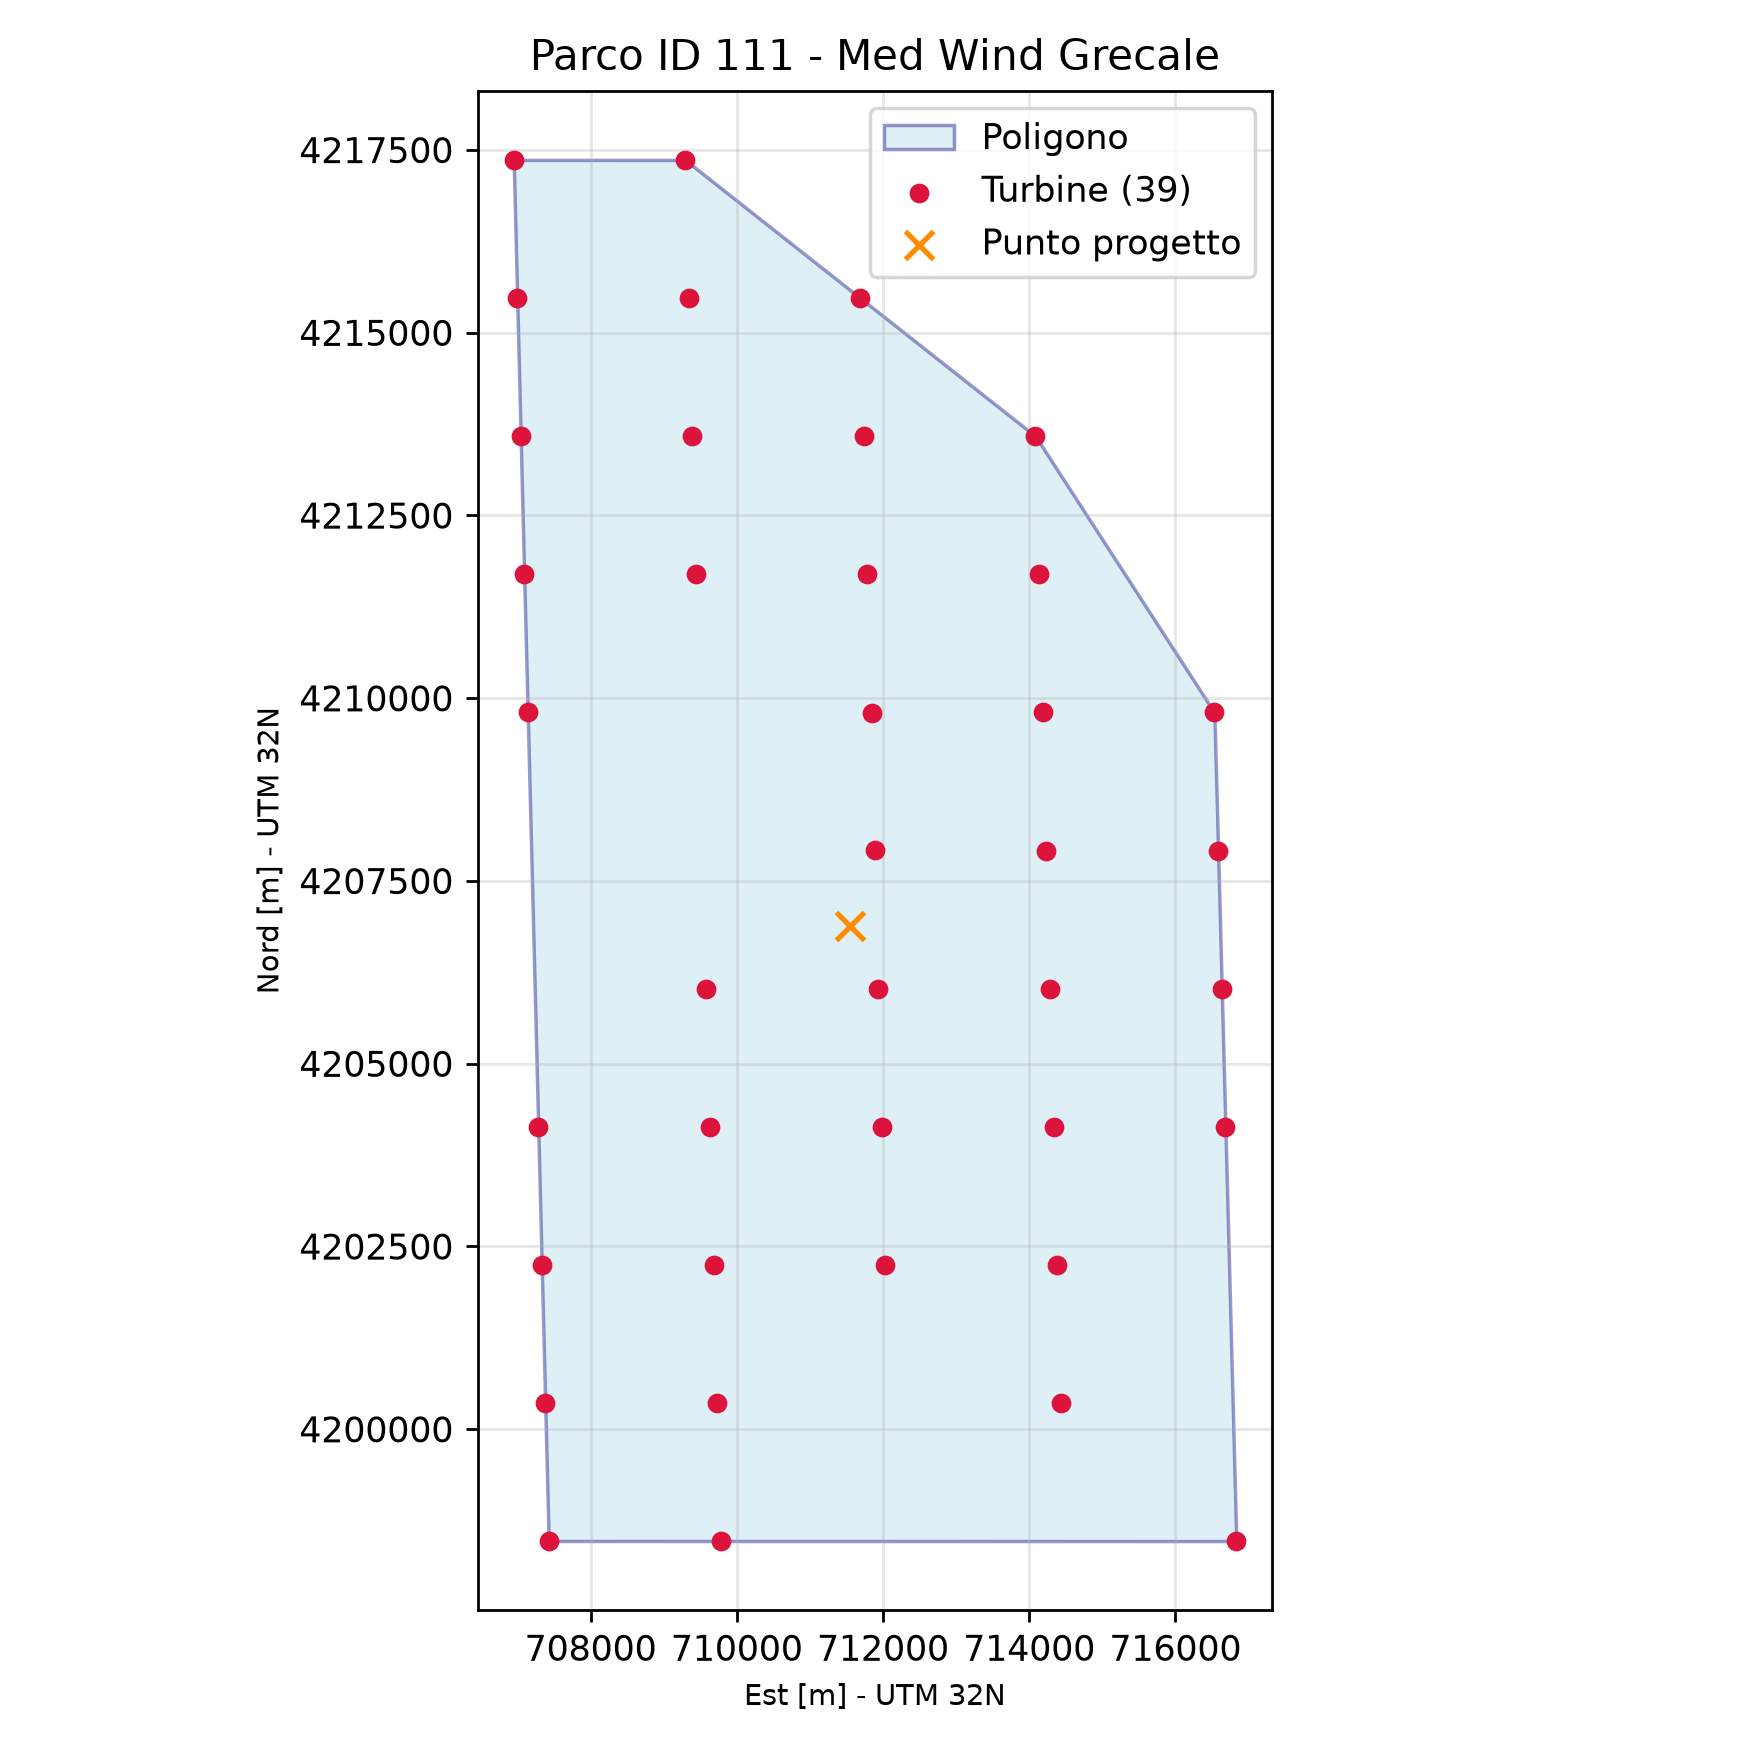 Parco ID 111 - Med Wind Grecale
Poligono
Turbine (39)
Punto progetto
4217500
4215000
4212500
4210000
4207500
4205000
4202500
4200000
Nord [m] - UTM 32N
708000 710000 712000 714000 716000
Est [m] - UTM 32N